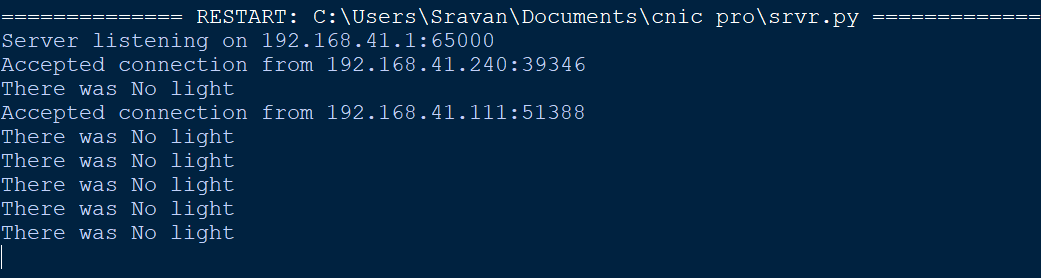 ============== RESTART: C:\Users\Sravan\Documents\cnic pro\srvr.py =============
Server listening on 192.168.41.1:65000
Accepted connection from 192.168.41.240:39346
There was No light
Accepted connection from 192.168.41.111:51388
There was No light
There was No light
There was No light
There was No light
There was No light